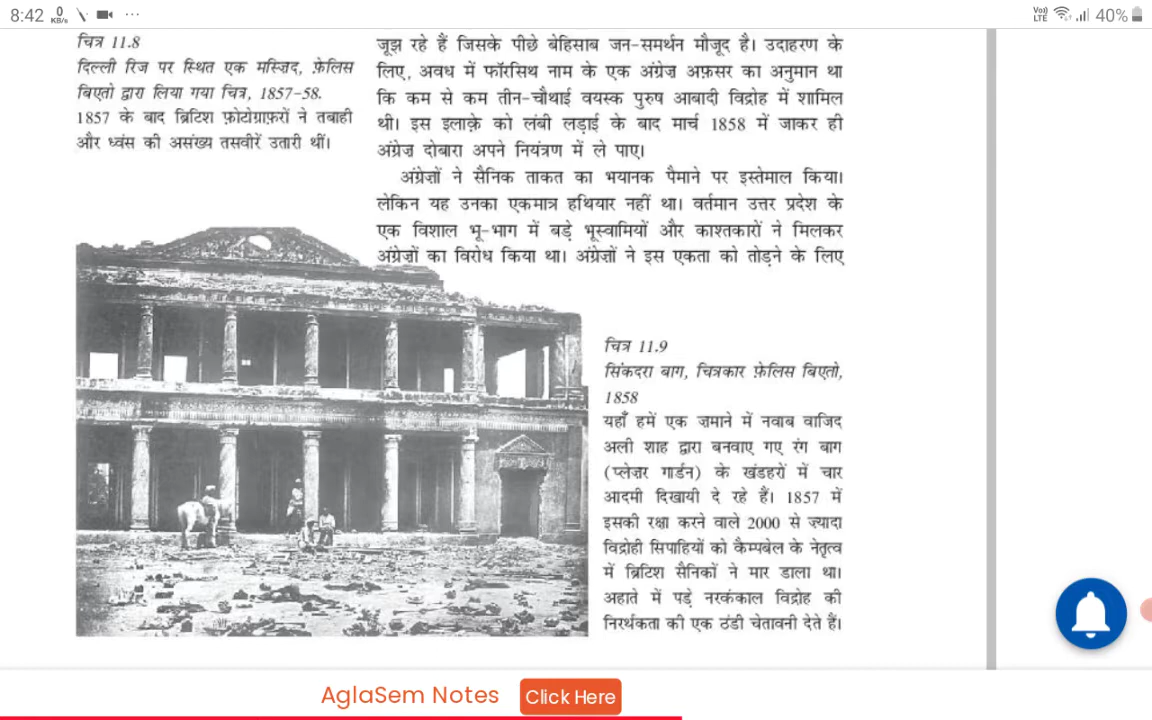 8:42 0 KB/s ··· Vo)) LTE 40%
चित्र 11.8
दिल्ली रिज पर स्थित एक मस्जिद, फ़ेलिस
बिएतो द्वारा लिया गया चित्र, 1857-58.
1857 के बाद ब्रिटिश फ़ोटोग्राफ़रों ने तबाही
और ध्वंस की असंख्य तसवीरें उतारी थीं।
जूझ रहे हैं जिसके पीछे बेहिसाब जन-समर्थन मौजूद है। उदाहरण के
लिए, अवध में फॉरसिथ नाम के एक अंग्रेज़ अफ़सर का अनुमान था
कि कम से कम तीन-चौथाई वयस्क पुरुष आबादी विद्रोह में शामिल
थी। इस इलाक़े को लंबी लड़ाई के बाद मार्च 1858 में जाकर ही
अंग्रेज़ दोबारा अपने नियंत्रण में ले पाए।
अंग्रेज़ों ने सैनिक ताकत का भयानक पैमाने पर इस्तेमाल किया।
लेकिन यह उनका एकमात्र हथियार नहीं था। वर्तमान उत्तर प्रदेश के
एक विशाल भू-भाग में बड़े भूस्वामियों और काश्तकारों ने मिलकर
अंग्रेज़ों का विरोध किया था। अंग्रेज़ों ने इस एकता को तोड़ने के लिए
चित्र 11.9
सिकंदरा बाग, चित्रकार फ़ेलिस बिएतो,
1858
यहाँ हमें एक ज़माने में नवाब वाजिद
अली शाह द्वारा बनवाए गए रंग बाग
(प्लेज़र गार्डन) के खंडहरों में चार
आदमी दिखायी दे रहे हैं। 1857 में
इसकी रक्षा करने वाले 2000 से ज़्यादा
विद्रोही सिपाहियों को कैम्पबेल के नेतृत्व
में ब्रिटिश सैनिकों ने मार डाला था।
अहाते में पड़े नरकंकाल विद्रोह की
निरर्थकता की एक ठंडी चेतावनी देते हैं।
AglaSem Notes Click Here